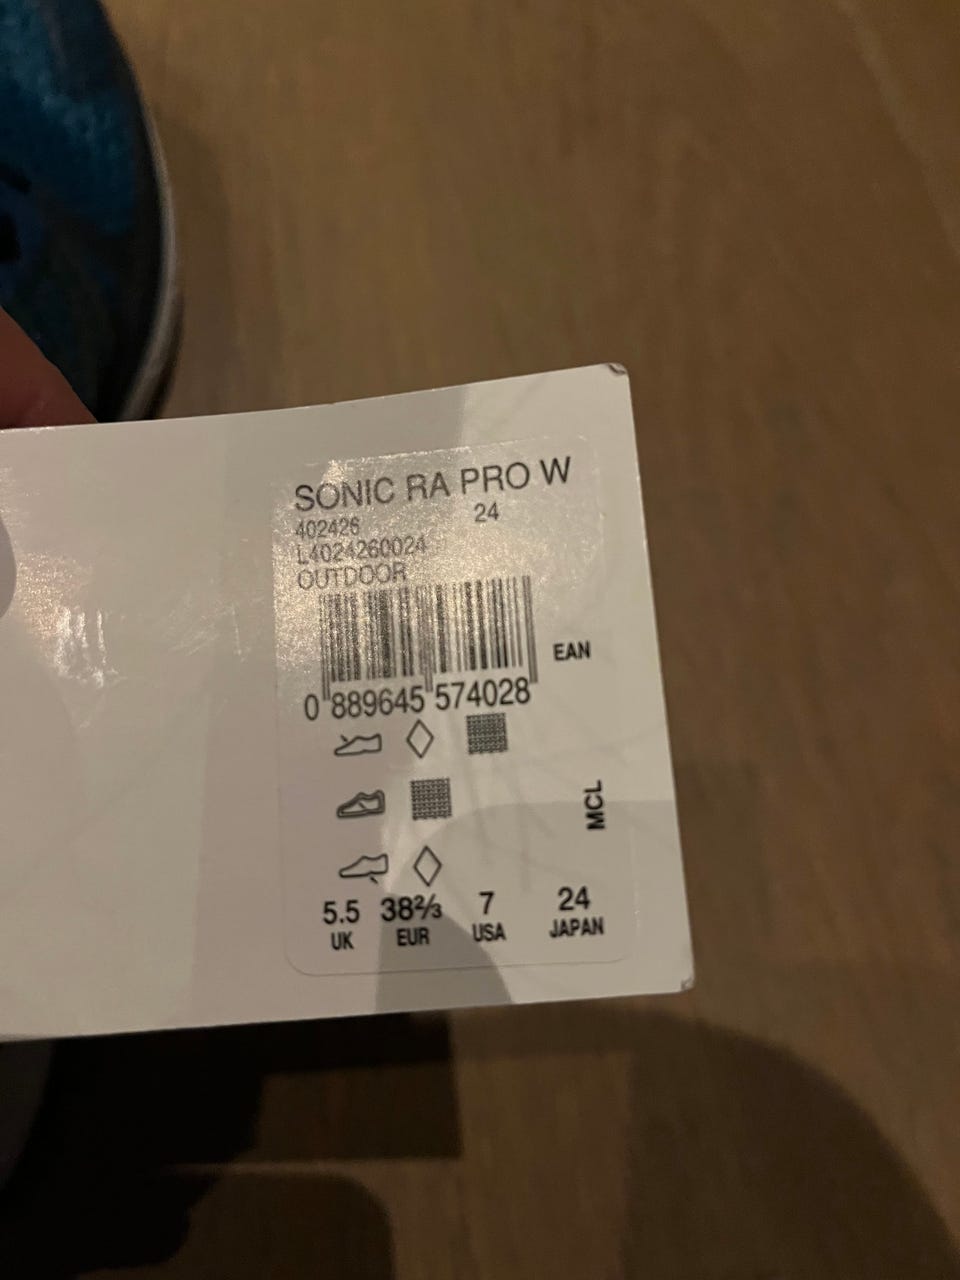 SONIC RA PRO W
402426 24
L4024260024
OUTDOOR
EAN
0 889645 574028
MCL
5.5 38⅔ 7 24
UK EUR USA JAPAN